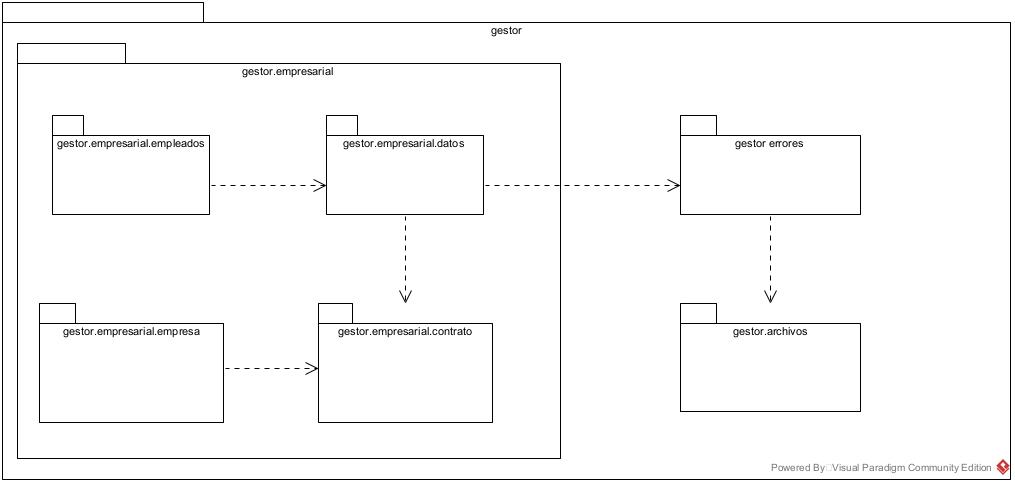 gestor
gestor.empresarial
gestor.empresarial.empleados
gestor.empresarial.datos
gestor errores
gestor.empresarial.empresa
gestor.empresarial.contrato
gestor.archivos
Powered By Visual Paradigm Community Edition